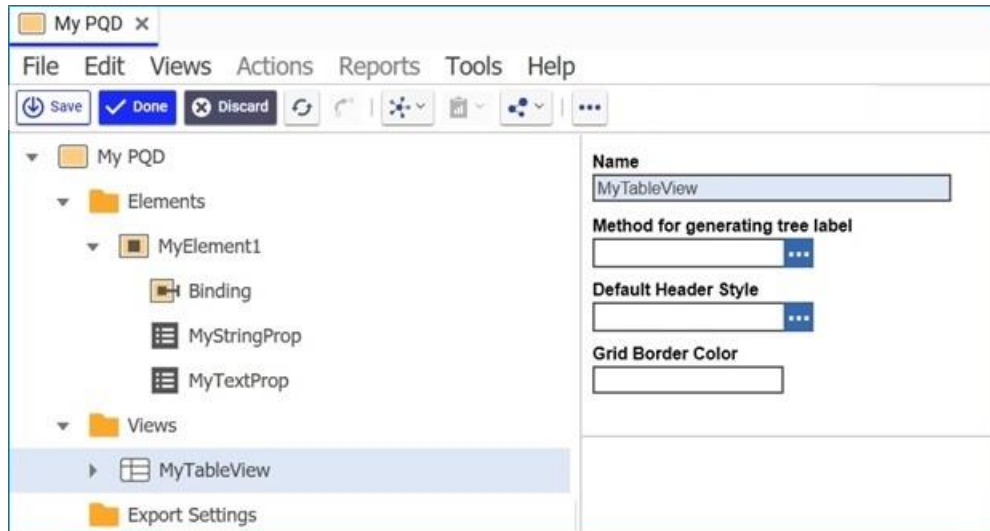 My PQD
File Edit Views Actions Reports Tools Help
Save Done Discard
My PQD
Elements
MyElement1
Binding
MyStringProp
MyTextProp
Views
MyTableView
Export Settings
Name
MyTableView
Method for generating tree label
Default Header Style
Grid Border Color